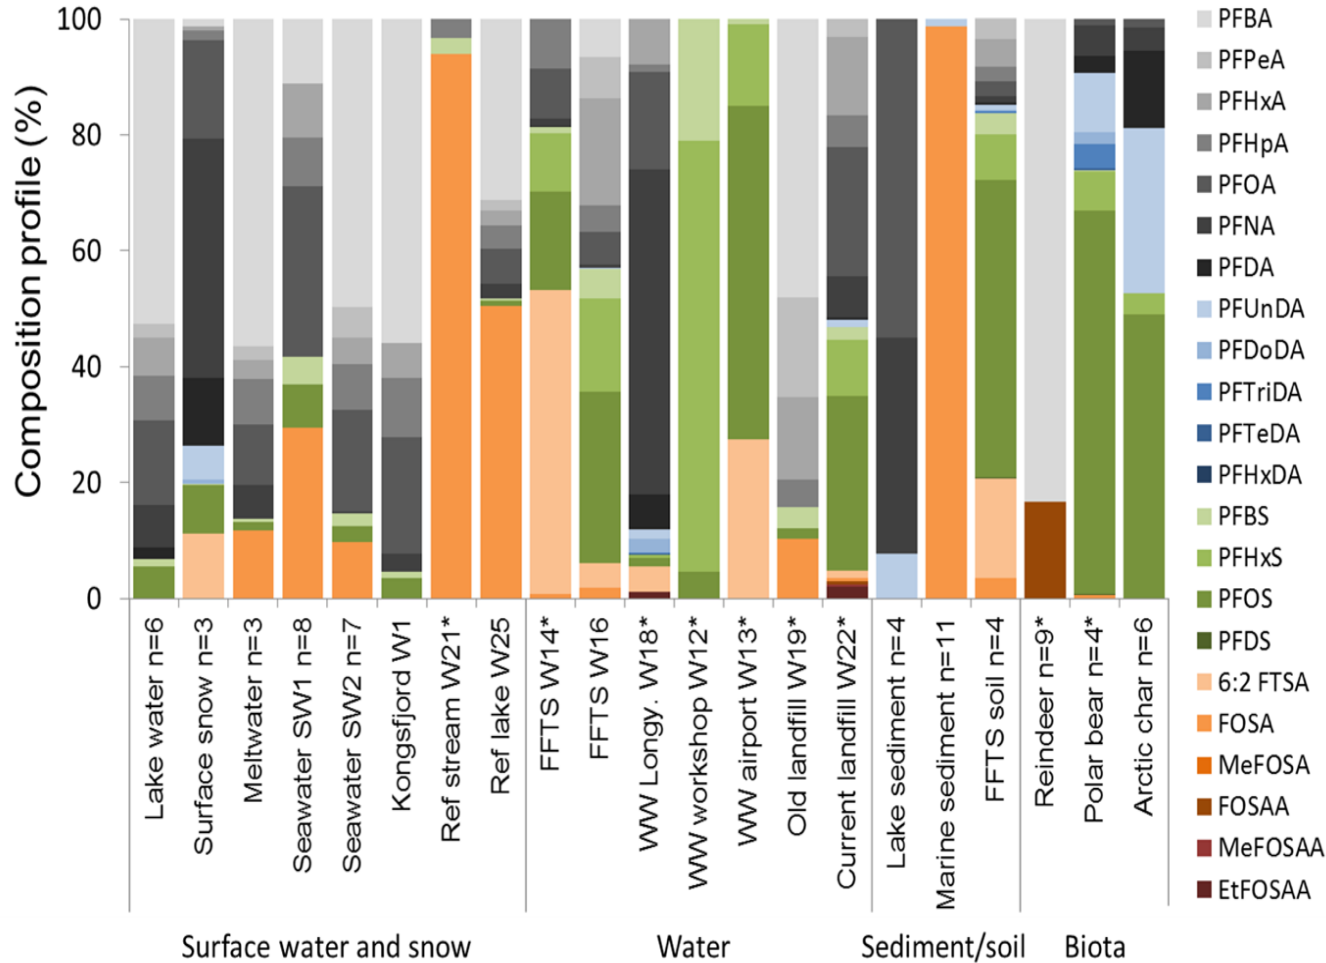 Composition profile (%)
100
80
60
40
20
0
Lake water n=6
Surface snow n=3
Meltwater n=3
Seawater SW1 n=8
Seawater SW2 n=7
Kongsfjord W1
Ref stream W21*
Ref lake W25
FFTS W14*
FFTS W16
WW Longy. W18*
WW workshop W12*
WW airport W13*
Old landfill W19*
Current landfill W22*
Lake sediment n=4
Marine sediment n=11
FFTS soil n=4
Reindeer n=9*
Polar bear n=4*
Arctic char n=6
Surface water and snow
Water
Sediment/soil
Biota
PFBA
PFPeA
PFHxA
PFHpA
PFOA
PFNA
PFDA
PFUnDA
PFDoDA
PFTriDA
PFTeDA
PFHxDA
PFBS
PFHxS
PFOS
PFDS
6:2 FTSA
FOSA
MeFOSA
FOSAA
MeFOSAA
EtFOSAA